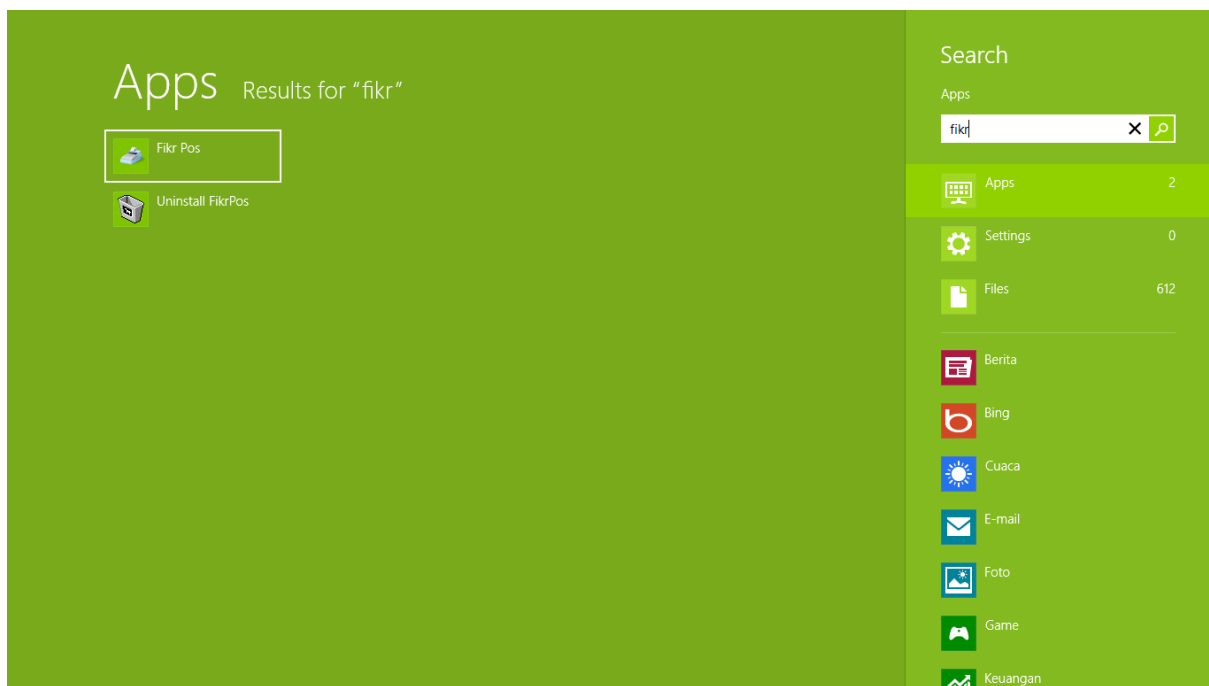 Apps Results for “fikr”
Fikr Pos
Uninstall FikrPos
Search
Apps
fikr
Apps 2
Settings 0
Files 612
Berita
Bing
Cuaca
E-mail
Foto
Game
Keuangan